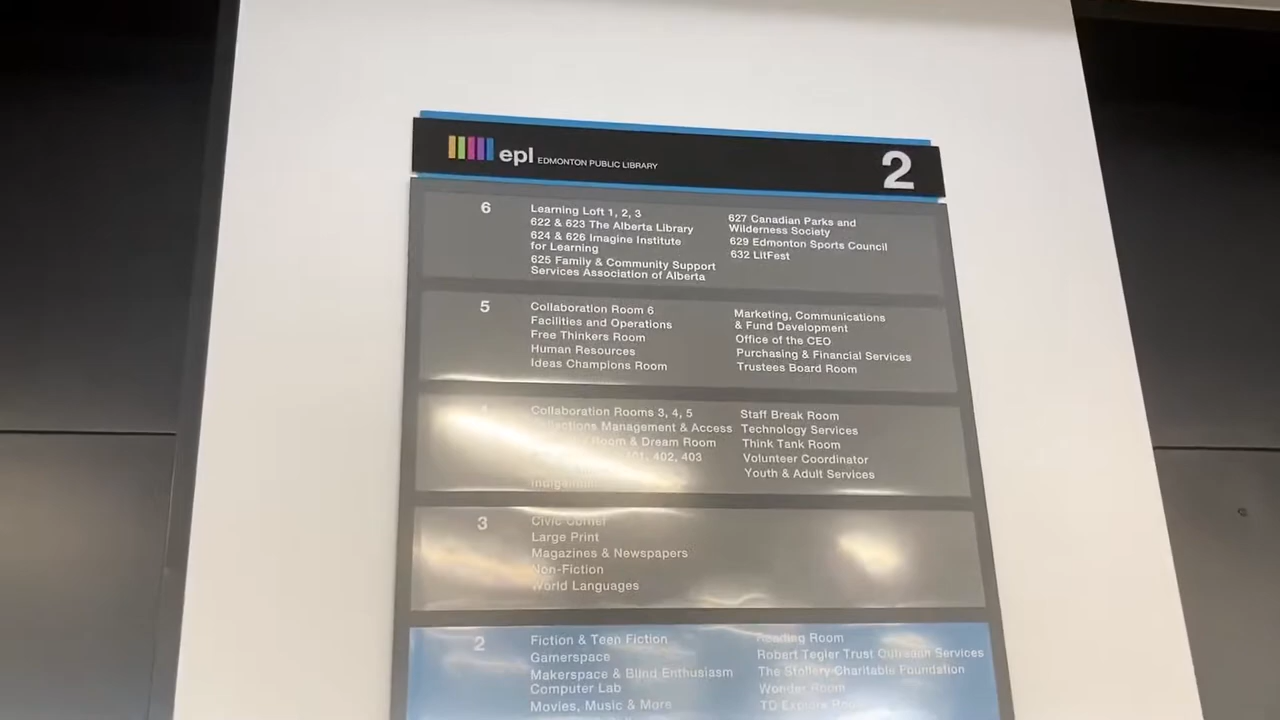 epl EDMONTON PUBLIC LIBRARY
2
6
Learning Loft 1, 2, 3
622 & 623 The Alberta Library
624 & 626 Imagine Institute
for Learning
625 Family & Community Support
Services Association of Alberta
627 Canadian Parks and
Wilderness Society
629 Edmonton Sports Council
632 LitFest
5
Collaboration Room 6
Facilities and Operations
Free Thinkers Room
Human Resources
Ideas Champions Room
Marketing, Communications
& Fund Development
Office of the CEO
Purchasing & Financial Services
Trustees Board Room
Collaboration Rooms 3, 4, 5
Management & Access
Room & Dream Room
402, 403
Staff Break Room
Technology Services
Think Tank Room
Volunteer Coordinator
Youth & Adult Services
3
Civic Corner
Large Print
Magazines & Newspapers
Non-Fiction
World Languages
2
Fiction & Teen Fiction
Gamerspace
Makerspace & Blind Enthusiasm
Computer Lab
Movies, Music & More
Reading Room
Robert Tegler Trust Outreach Services
The Stollery Charitable Foundation
Wonder Room
TD Explore